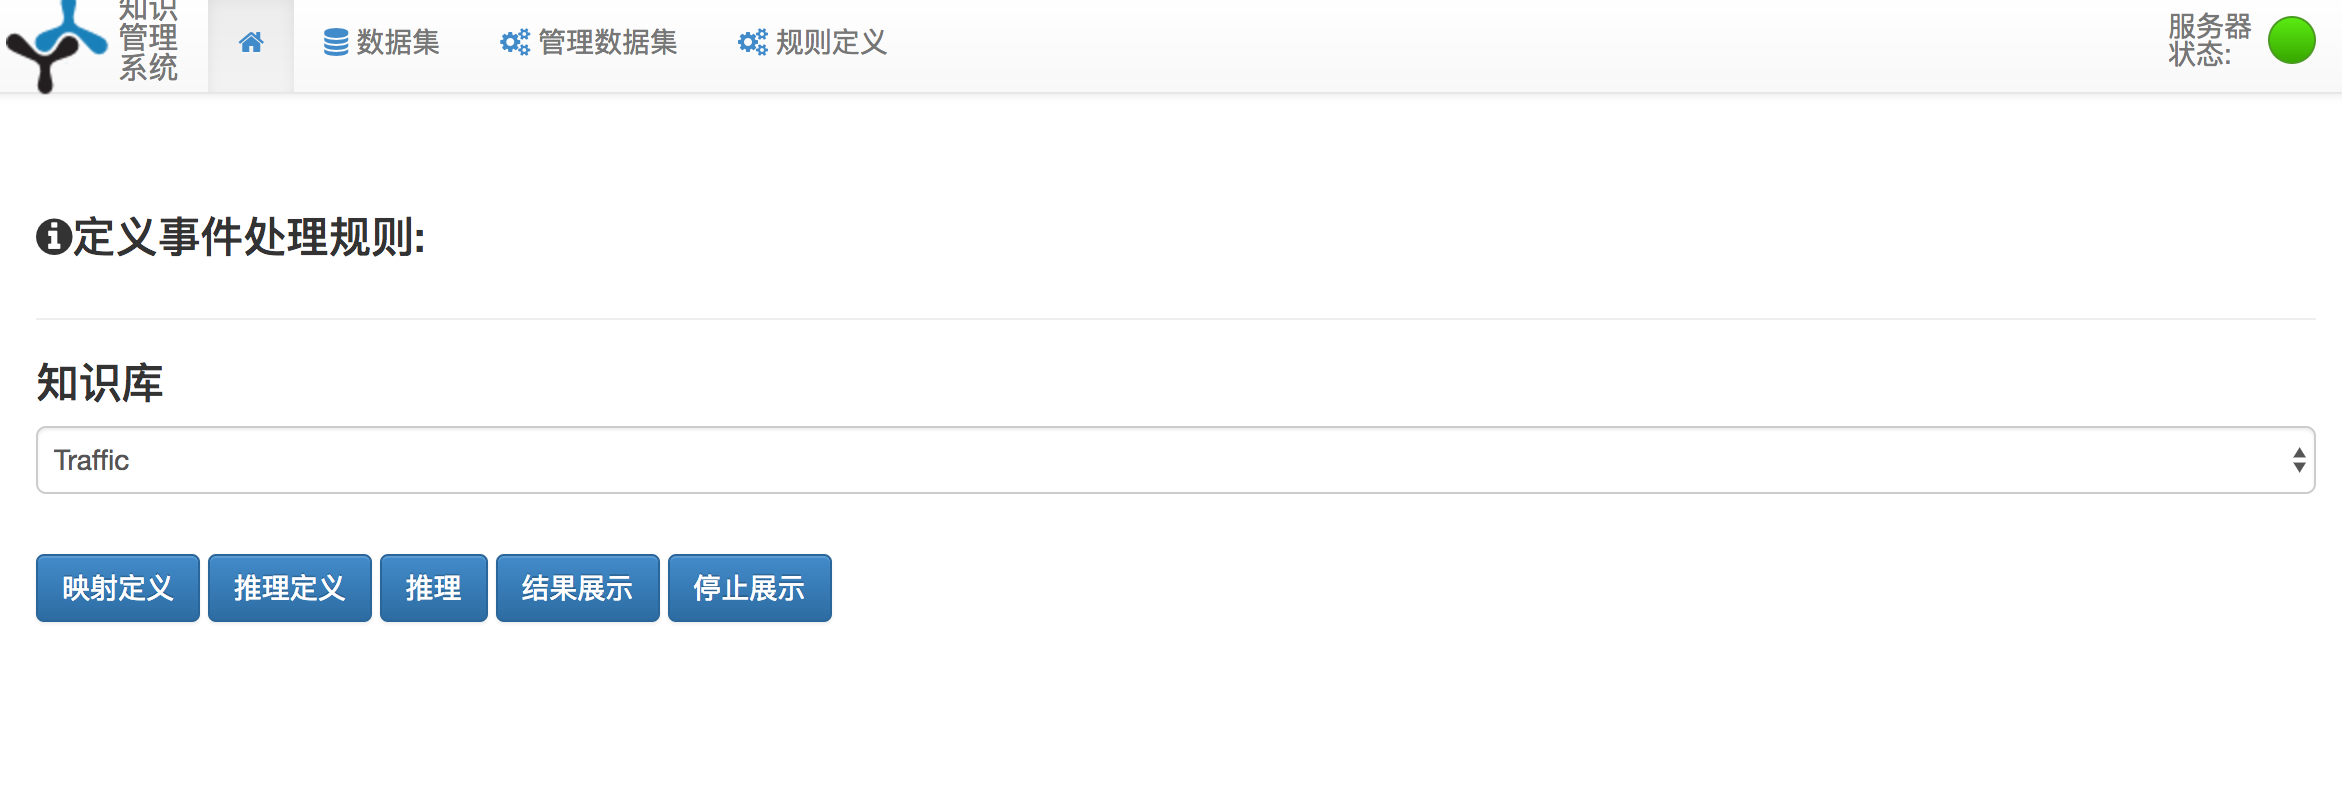 知识
管理
系统
数据集
管理数据集
规则定义
服务器
状态:
定义事件处理规则:
知识库
Traffic
映射定义
推理定义
推理
结果展示
停止展示